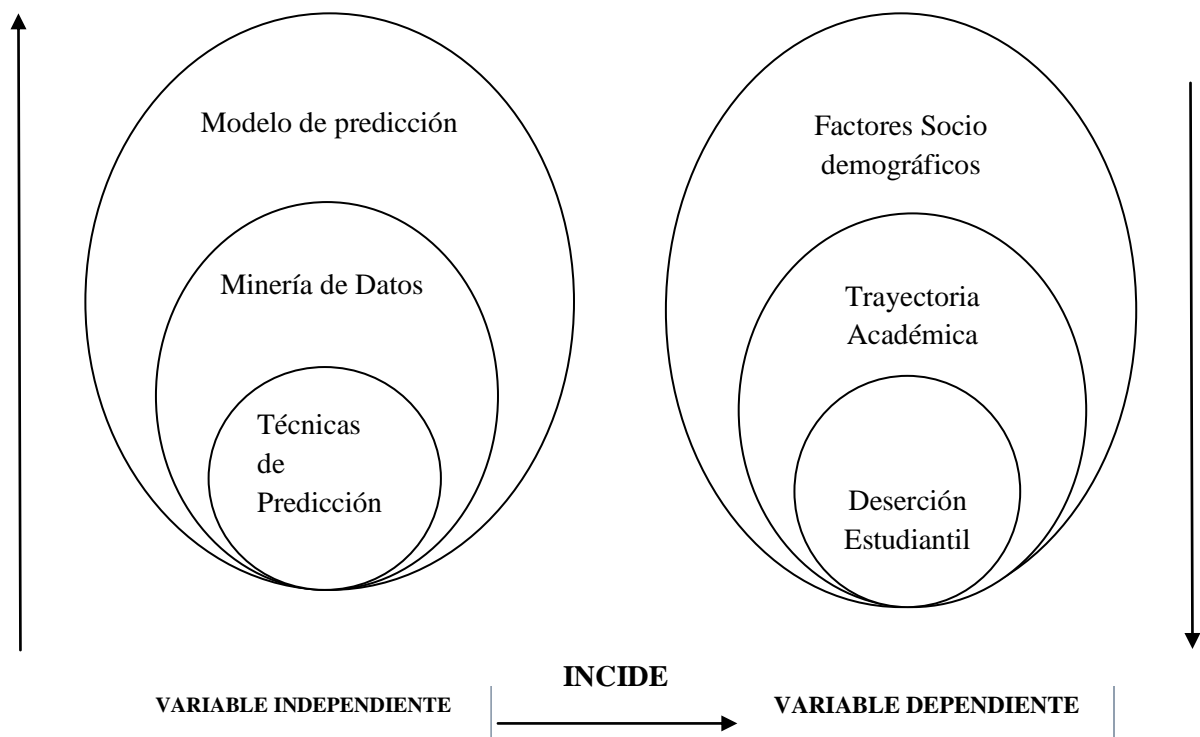 Modelo de predicción
Minería de Datos
Técnicas
de
Predicción
Factores Socio
demográficos
Trayectoria
Académica
Deserción
Estudiantil
INCIDE
VARIABLE INDEPENDIENTE
VARIABLE DEPENDIENTE